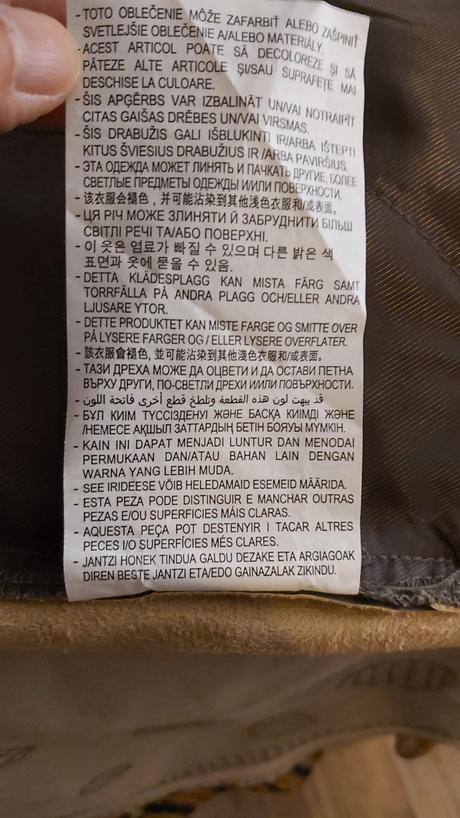 - TOTO OBLEČENIE MÔŽE ZAFARBIŤ ALEBO ZAŠPINIŤ
SVETLEJŠIE OBLEČENIE A/ALEBO MATERIÁLY.
- ACEST ARTICOL POATE SĂ DECOLOREZE ȘI SĂ
PĂTEZE ALTE ARTICOLE ȘI/SAU SUPRAFEȚE MAI
DESCHISE LA CULOARE.
- ŠIS APĢĒRBS VAR IZBALINĀT UN/VAI NOTRAIPĪT
CITAS GAIŠAS DRĒBES UN/VAI VIRSMAS.
- ŠIS DRABUŽIS GALI IŠBLUKINTI IR/ARBA IŠTEPTI
KITUS ŠVIESIUS DRABUŽIUS IR /ARBA PAVIRŠIUS.
- ЭТА ОДЕЖДА МОЖЕТ ЛИНЯТЬ И ПАЧКАТЬ ДРУГИЕ, БОЛЕЕ
СВЕТЛЫЕ ПРЕДМЕТЫ ОДЕЖДЫ И/ИЛИ ПОВЕРХНОСТИ.
- 该衣服会褪色，并可能沾染到其他浅色衣服和/或表面。
- ЦЯ РІЧ МОЖЕ ЗЛИНЯТИ Й ЗАБРУДНИТИ БІЛЬШ
СВІТЛІ РЕЧІ ТА/АБО ПОВЕРХНІ.
- 이 옷은 염료가 빠질 수 있으며 다른 밝은 색
표면과 옷에 묻을 수 있음.
- DETTA KLÄDESPLAGG KAN MISTA FÄRG SAMT
TORRFÄLLA PÅ ANDRA PLAGG OCH/ELLER ANDRA
LJUSARE YTOR.
- DETTE PRODUKTET KAN MISTE FARGE OG SMITTE OVER
PÅ LYSERE FARGER OG / ELLER LYSERE OVERFLATER.
- 該衣服會褪色, 並可能沾染到其他淺色衣服和/或表面。
- ТАЗИ ДРЕХА МОЖЕ ДА ОЦВЕТИ И ДА ОСТАВИ ПЕТНА
ВЪРХУ ДРУГИ, ПО-СВЕТЛИ ДРЕХИ И/ИЛИ ПОВЪРХНОСТИ.
- قد يبهت لون هذه القطعة وتلطخ قطع أخرى فاتحة اللون
- БҰЛ КИІМ ТҮССІЗДЕНУІ ЖӘНЕ БАСҚА КИІМДІ ЖӘНЕ
/НЕМЕСЕ АҚШЫЛ ЗАТТАРДЫҢ БЕТІН БОЯУЫ МҮМКІН.
- KAIN INI DAPAT MENJADI LUNTUR DAN MENODAI
PERMUKAAN DAN/ATAU BAHAN LAIN DENGAN
WARNA YANG LEBIH MUDA.
- SEE IRIDEESE VÕIB HELEDAMAID ESEMEID MÄÄRIDA.
- ESTA PEZA PODE DISTINGUIR E MANCHAR OUTRAS
PEZAS E/OU SUPERFICIES MÁIS CLARAS.
- AQUESTA PEÇA POT DESTENYIR I TACAR ALTRES
PECES I/O SUPERFÍCIES MÉS CLARES.
- JANTZI HONEK TINDUA GALDU DEZAKE ETA ARGIAGOAK
DIREN BESTE JANTZI ETA/EDO GAINAZALAK ZIKINDU.